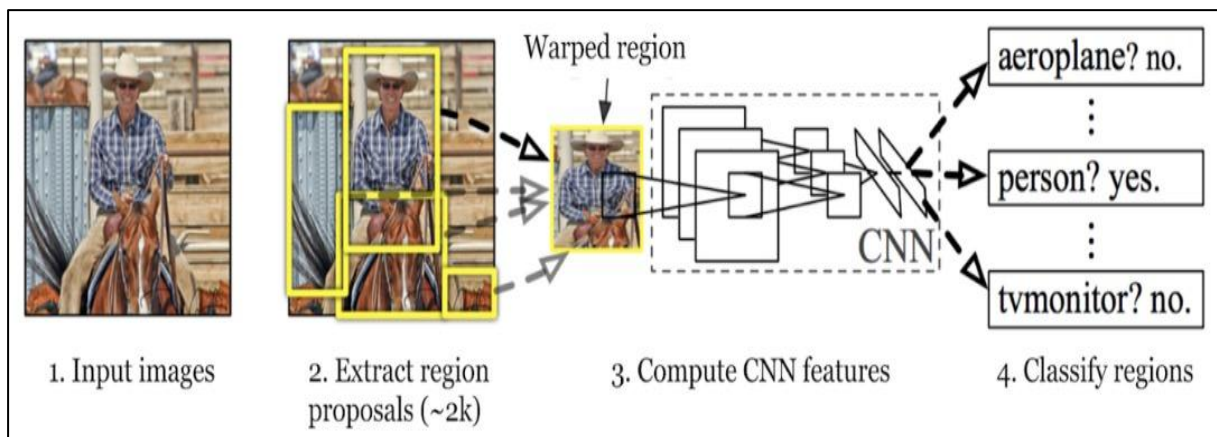 Warped region
aeroplane? no.
person? yes.
CNN
tvmonitor? no.
1. Input images
2. Extract region
proposals (~2k)
3. Compute CNN features
4. Classify regions